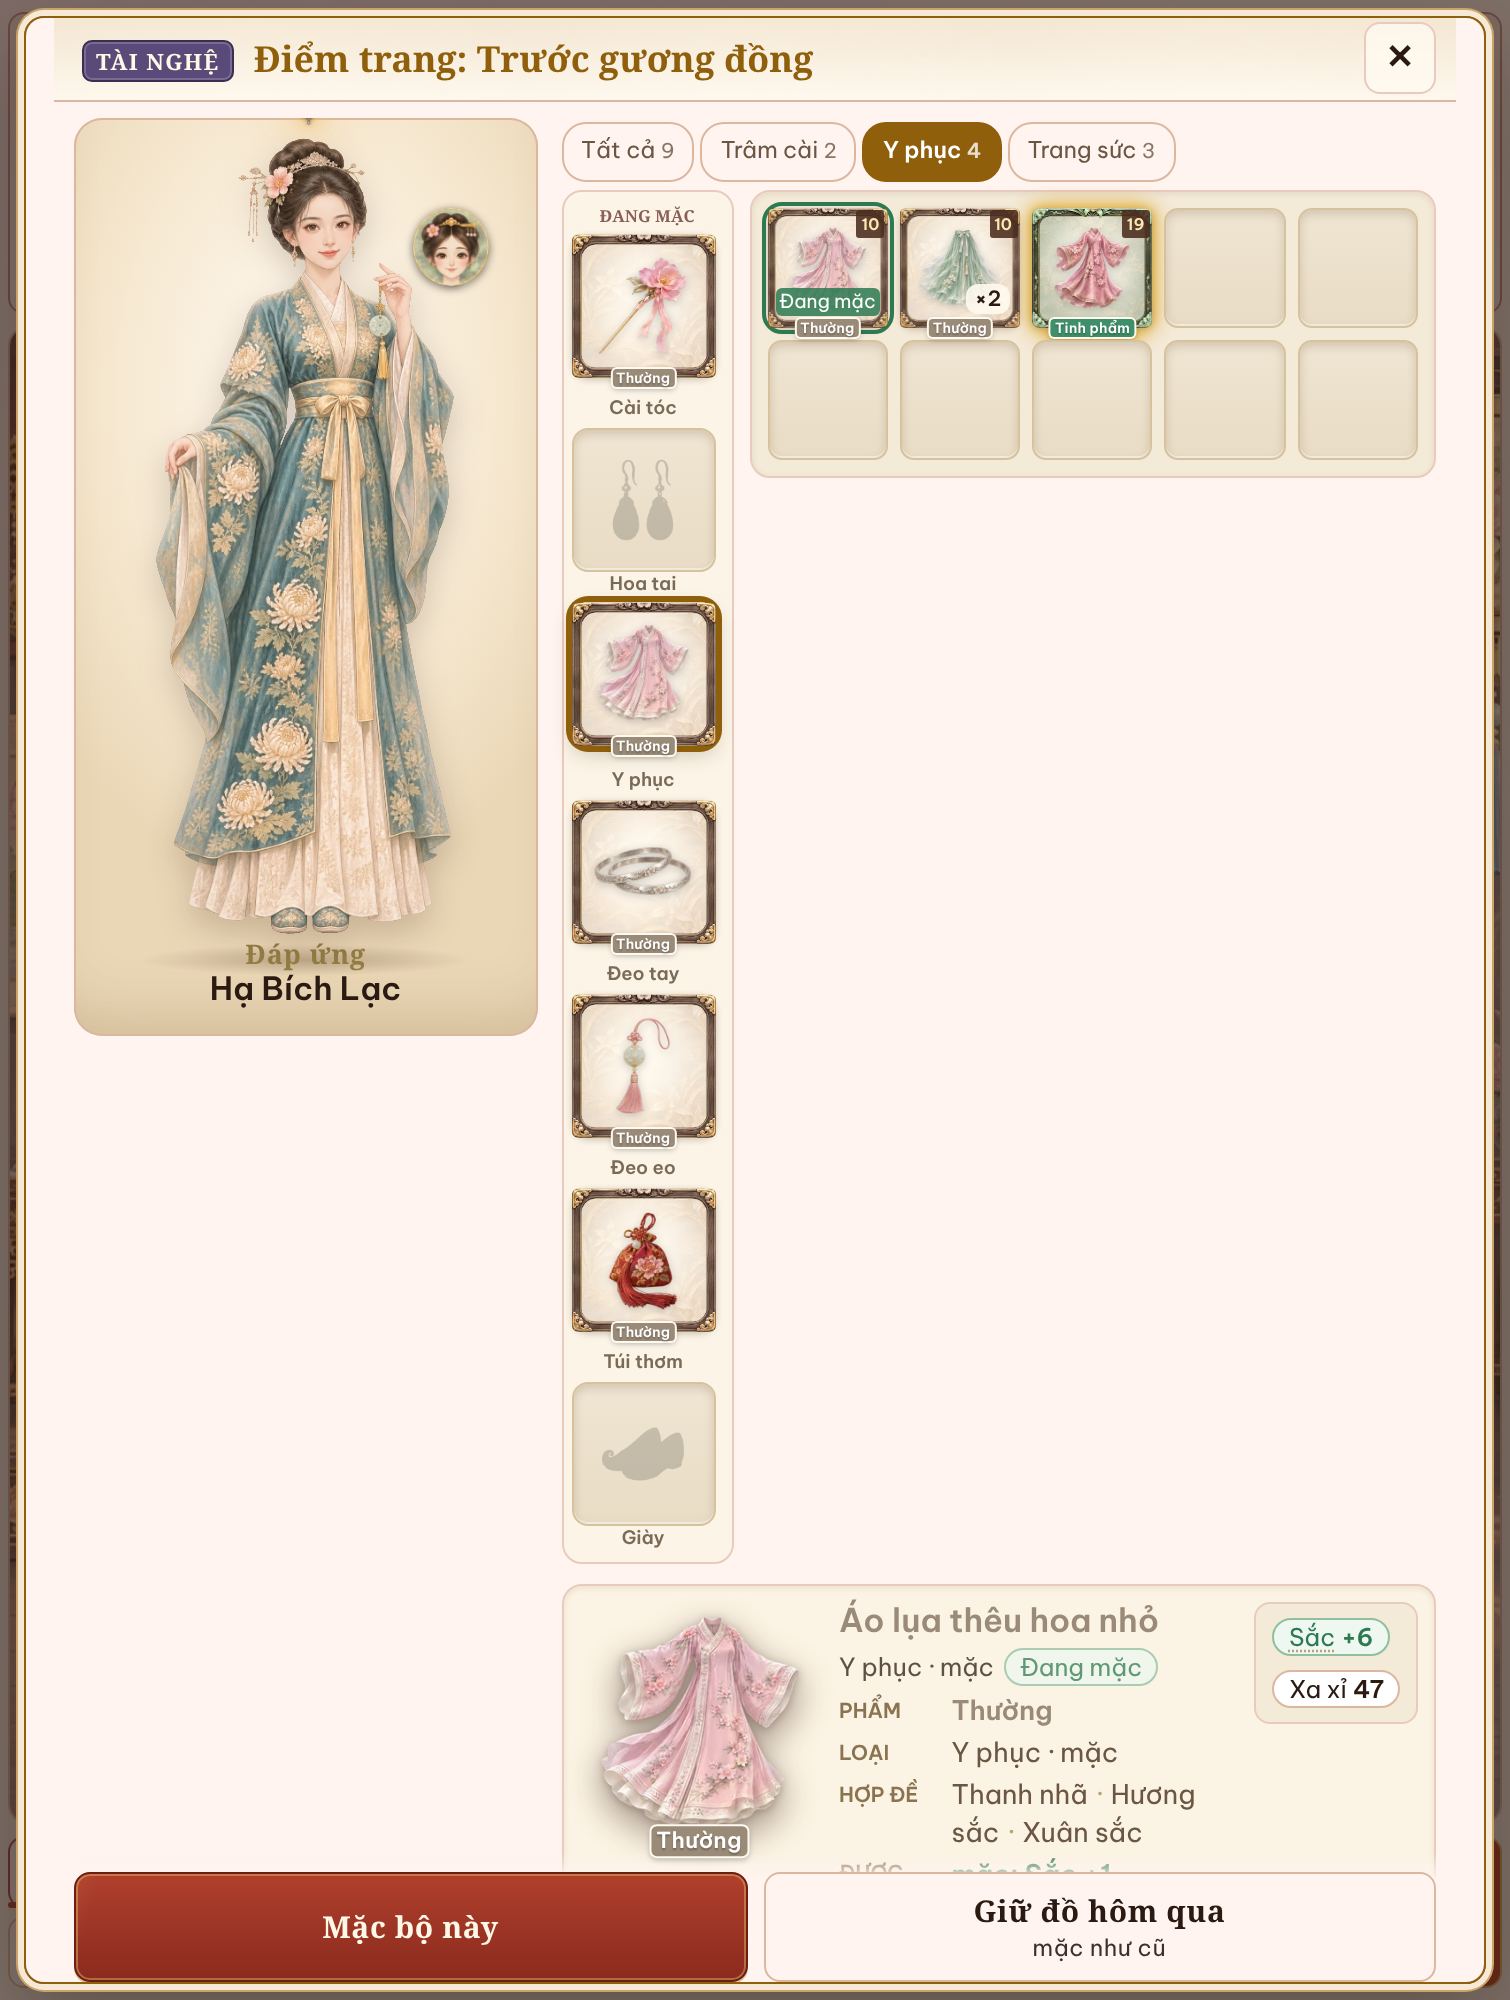 TÀI NGHỆ
Điểm trang: Trước gương đồng
×
Tất cả 9
Trâm cài 2
Y phục 4
Trang sức 3
ĐANG MẶC
Thường
Cài tóc
Hoa tai
Thường
Y phục
Thường
Đeo tay
Thường
Đeo eo
Thường
Túi thơm
Giày
10
Đang mặc
Thường
10
×2
Thường
19
Tinh phẩm
Đáp ứng
Hạ Bích Lạc
Thường
Áo lụa thêu hoa nhỏ
Y phục · mặc Đang mặc
PHẨM Thường
LOẠI Y phục · mặc
HỢP ĐỀ Thanh nhã · Hương
sắc · Xuân sắc
ĐƯỢC mặc: Sắc +1
Sắc +6
Xa xỉ 47
Mặc bộ này
Giữ đồ hôm qua
mặc như cũ